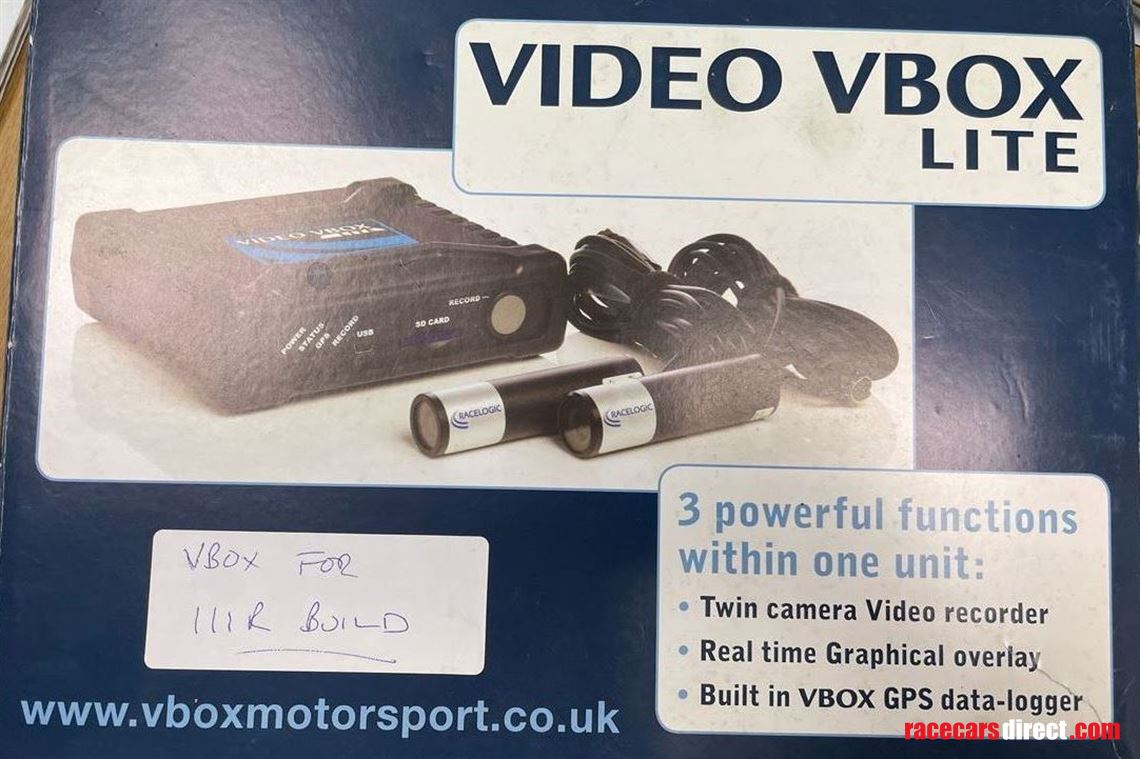 VIDEO VBOX
LITE
VIDEO VBOX
POWER
STATUS
GPS
RECORD
USB
SD CARD
RECORD
RACELOGIC
RACELOGIC
3 powerful functions
within one unit:
• Twin camera Video recorder
• Real time Graphical overlay
• Built in VBOX GPS data-logger
VBOX FOR
111R BUILD
www.vboxmotorsport.co.uk
racecarsdirect.com